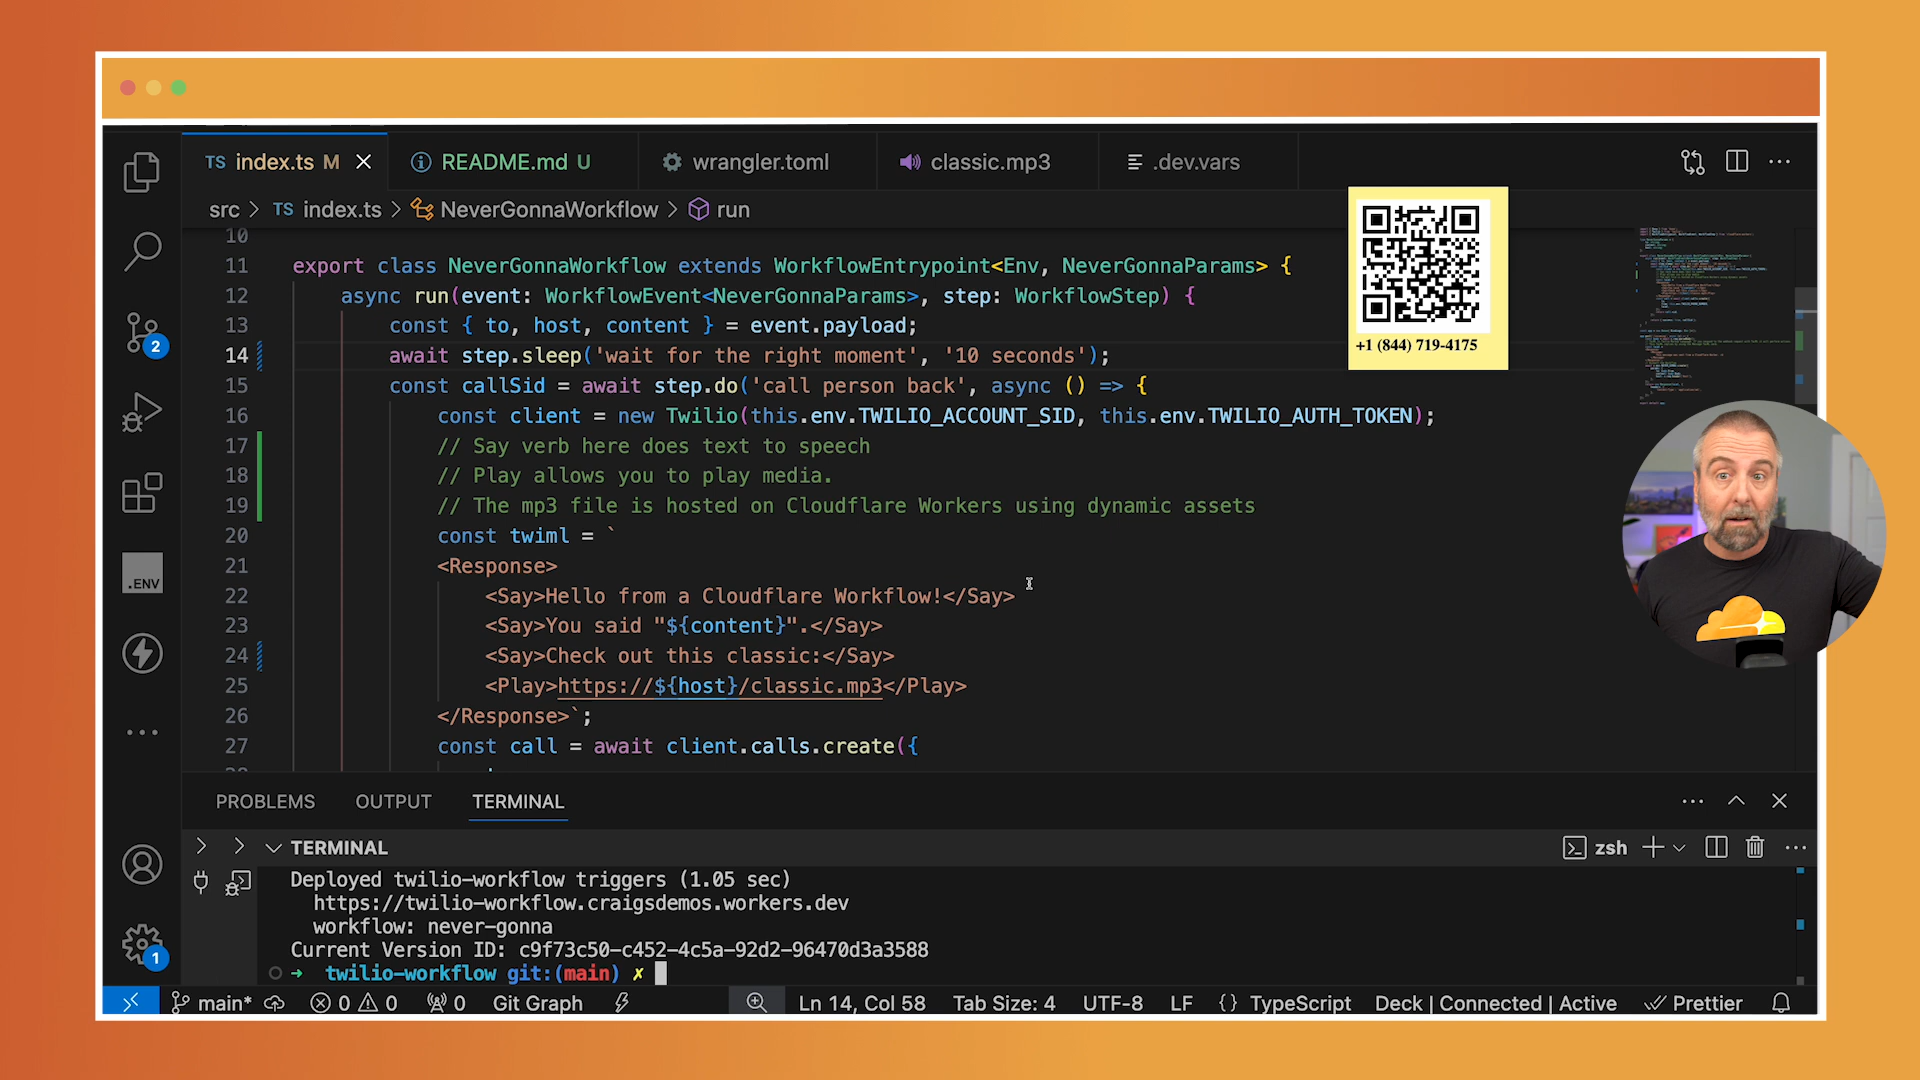 TS index.ts M
README.md U
wrangler.toml
classic.mp3
.dev.vars
src > TS index.ts > NeverGonnaWorkflow > run
10
11 export class NeverGonnaWorkflow extends WorkflowEntrypoint<Env, NeverGonnaParams> {
12 async run(event: WorkflowEvent<NeverGonnaParams>, step: WorkflowStep) {
13 const { to, host, content } = event.payload;
14 await step.sleep('wait for the right moment', '10 seconds');
15 const callSid = await step.do('call person back', async () => {
16 const client = new Twilio(this.env.TWILIO_ACCOUNT_SID, this.env.TWILIO_AUTH_TOKEN);
17 // Say verb here does text to speech
18 // Play allows you to play media.
19 // The mp3 file is hosted on Cloudflare Workers using dynamic assets
20 const twiml = `
21 <Response>
22 <Say>Hello from a Cloudflare Workflow!</Say>
23 <Say>You said "${content}".</Say>
24 <Say>Check out this classic:</Say>
25 <Play>https://${host}/classic.mp3</Play>
26 </Response>`;
27 const call = await client.calls.create({
+1 (844) 719-4175
2
.ENV
1
PROBLEMS OUTPUT TERMINAL
TERMINAL
zsh
Deployed twilio-workflow triggers (1.05 sec)
https://twilio-workflow.craigsdemos.workers.dev
workflow: never-gonna
Current Version ID: c9f73c50-c452-4c5a-92d2-96470d3a3588
➜ twilio-workflow git:(main) ✗
main* 0 0 0 Git Graph Ln 14, Col 58 Tab Size: 4 UTF-8 LF {} TypeScript Deck | Connected | Active Prettier